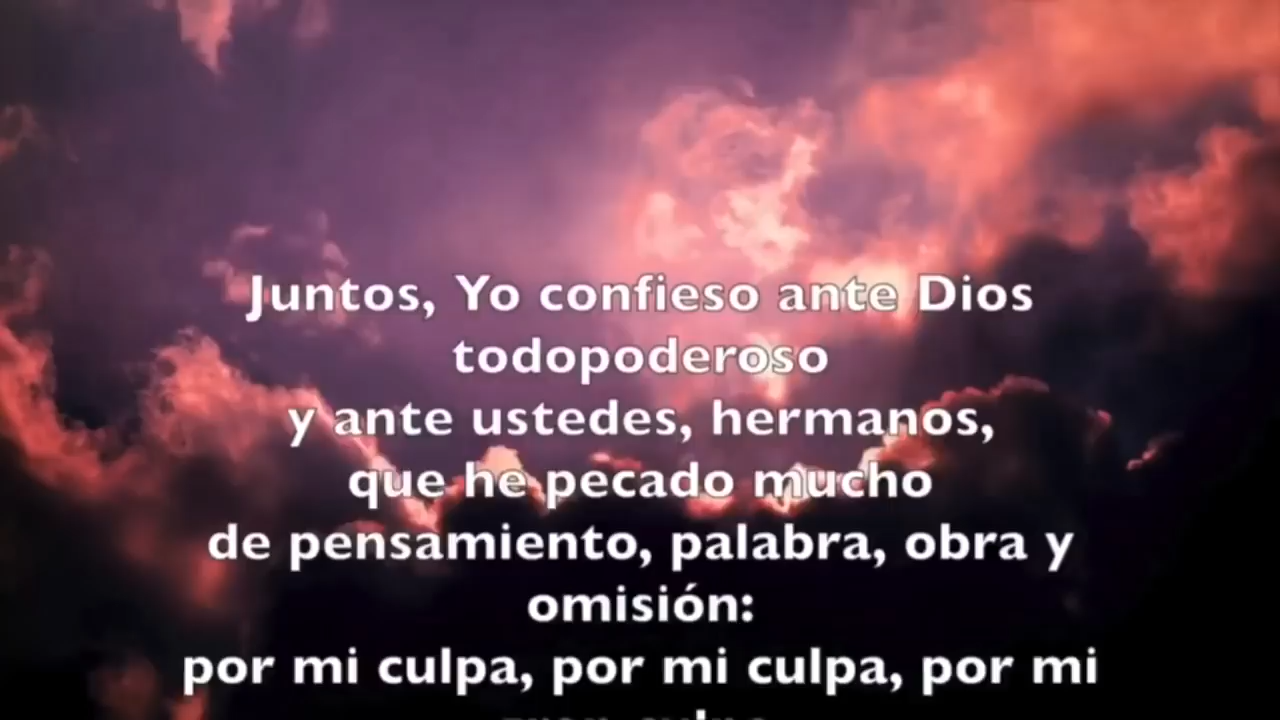 Juntos, Yo confieso ante Dios
todopoderoso
y ante ustedes, hermanos,
que he pecado mucho
de pensamiento, palabra, obra y
omisión:
por mi culpa, por mi culpa, por mi